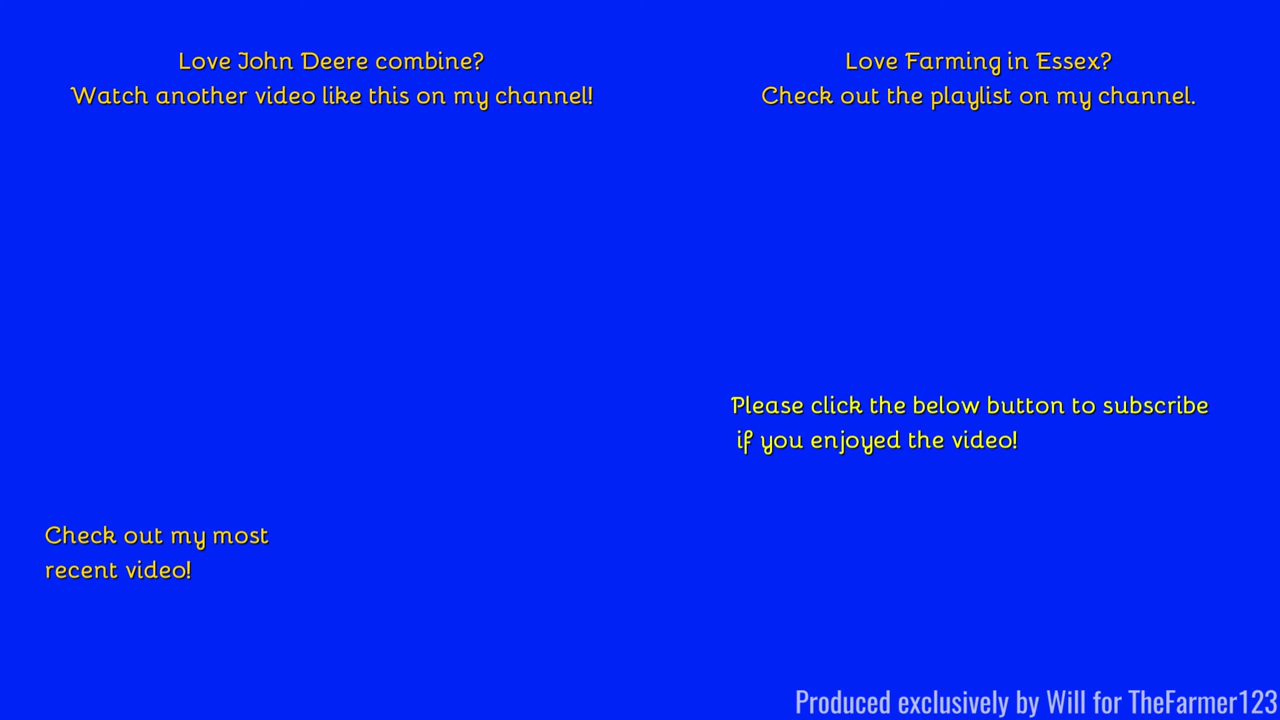 Love John Deere combine?
Watch another video like this on my channel!
Love Farming in Essex?
Check out the playlist on my channel.
Please click the below button to subscribe
if you enjoyed the video!
Check out my most
recent video!
Produced exclusively by Will for TheFarmer123